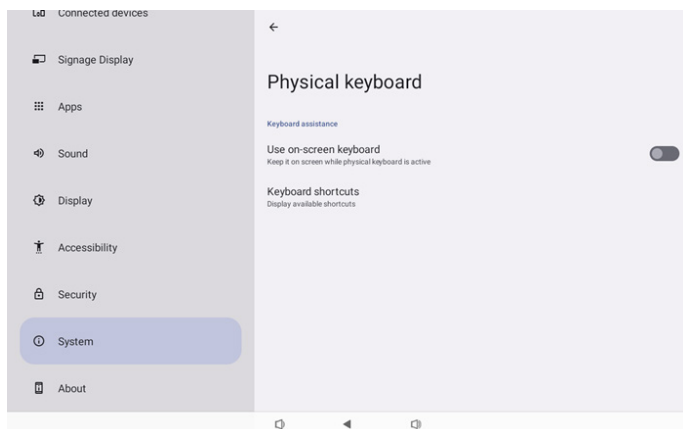 Connected devices
Signage Display
Apps
Sound
Display
Accessibility
Security
System
About
Physical keyboard
Keyboard assistance
Use on-screen keyboard
Keep it on screen while physical keyboard is active
Keyboard shortcuts
Display available shortcuts